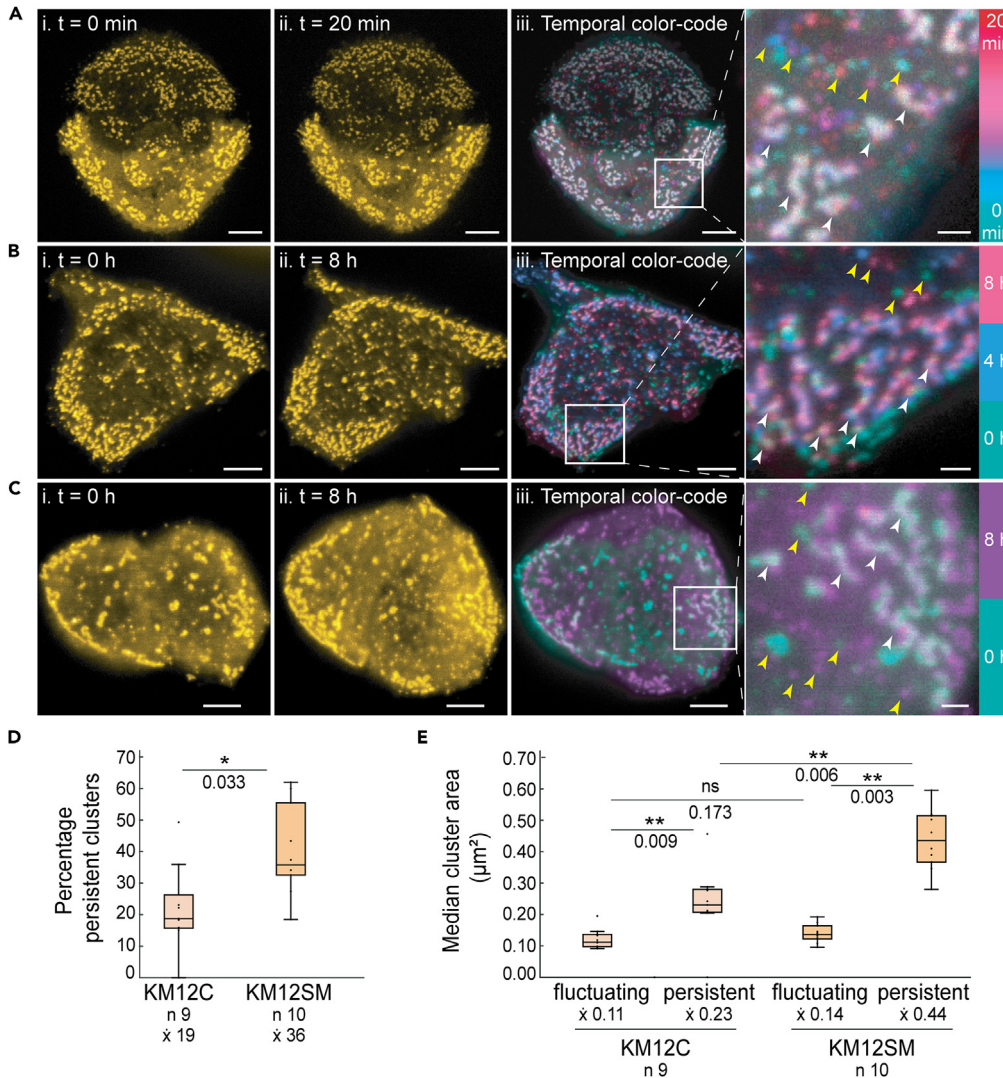 A
i. t = 0 min
ii. t = 20 min
iii. Temporal color-code
20
min
0
min
B
i. t = 0 h
ii. t = 8 h
iii. Temporal color-code
8 h
4 h
0 h
C
i. t = 0 h
ii. t = 8 h
iii. Temporal color-code
8 h
0 h
D
Percentage
persistent clusters
70
60
50
40
30
20
10
0
*
0.033
KM12C
n 9
ẋ 19
KM12SM
n 10
ẋ 36
E
Median cluster area
(µm²)
0.70
0.60
0.50
0.40
0.30
0.20
0.10
0.00
**
0.006
**
0.003
ns
0.173
**
0.009
fluctuating persistent fluctuating persistent
ẋ 0.11 ẋ 0.23 ẋ 0.14 ẋ 0.44
KM12C KM12SM
n 9 n 10